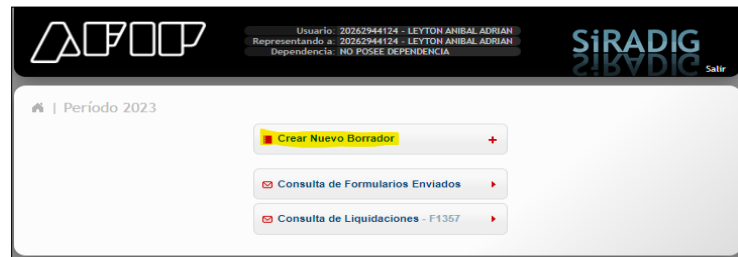 AFIP
Usuario: 20262944124 - LEYTON ANIBAL ADRIAN
Representando a: 20262944124 - LEYTON ANIBAL ADRIAN
Dependencia: NO POSEE DEPENDENCIA
SiRADIG
Salir
| Período 2023
Crear Nuevo Borrador +
Consulta de Formularios Enviados
Consulta de Liquidaciones - F1357